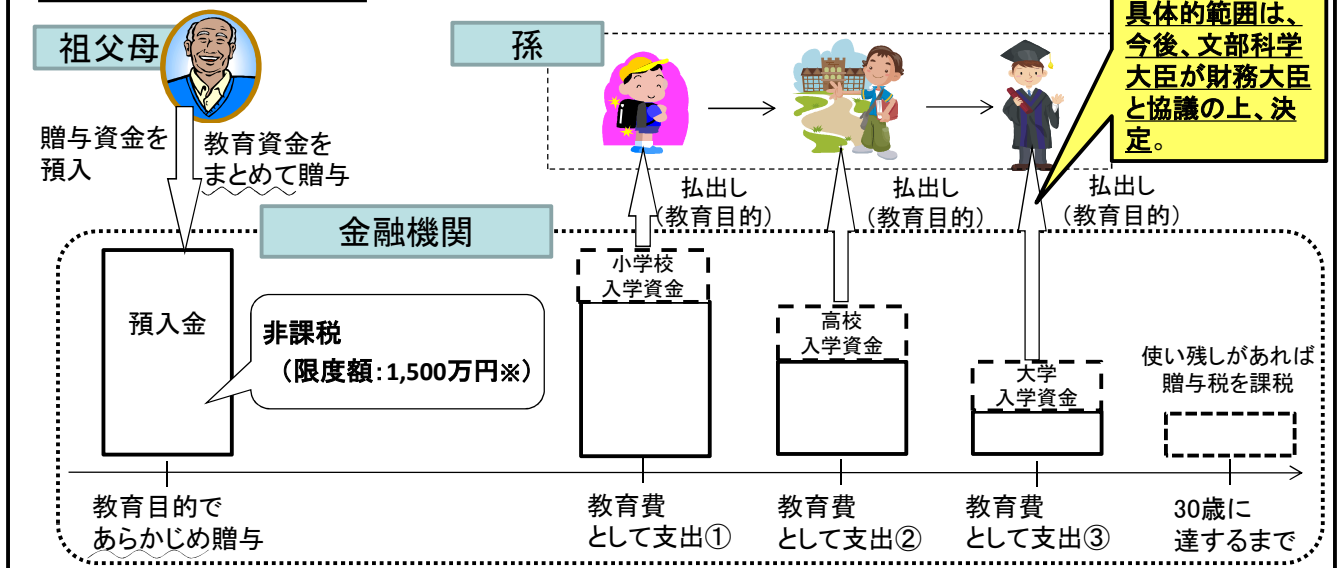 祖父母
贈与資金を
預入
教育資金を
まとめて贈与
孫
具体的範囲は、
今後、文部科学
大臣が財務大臣
と協議の上、決
定。
払出し
（教育目的）
払出し
（教育目的）
払出し
（教育目的）
金融機関
預入金
非課税
（限度額：1,500万円※）
小学校
入学資金
高校
入学資金
大学
入学資金
使い残しがあれば
贈与税を課税
教育目的で
あらかじめ贈与
教育費
として支出①
教育費
として支出②
教育費
として支出③
30歳に
達するまで